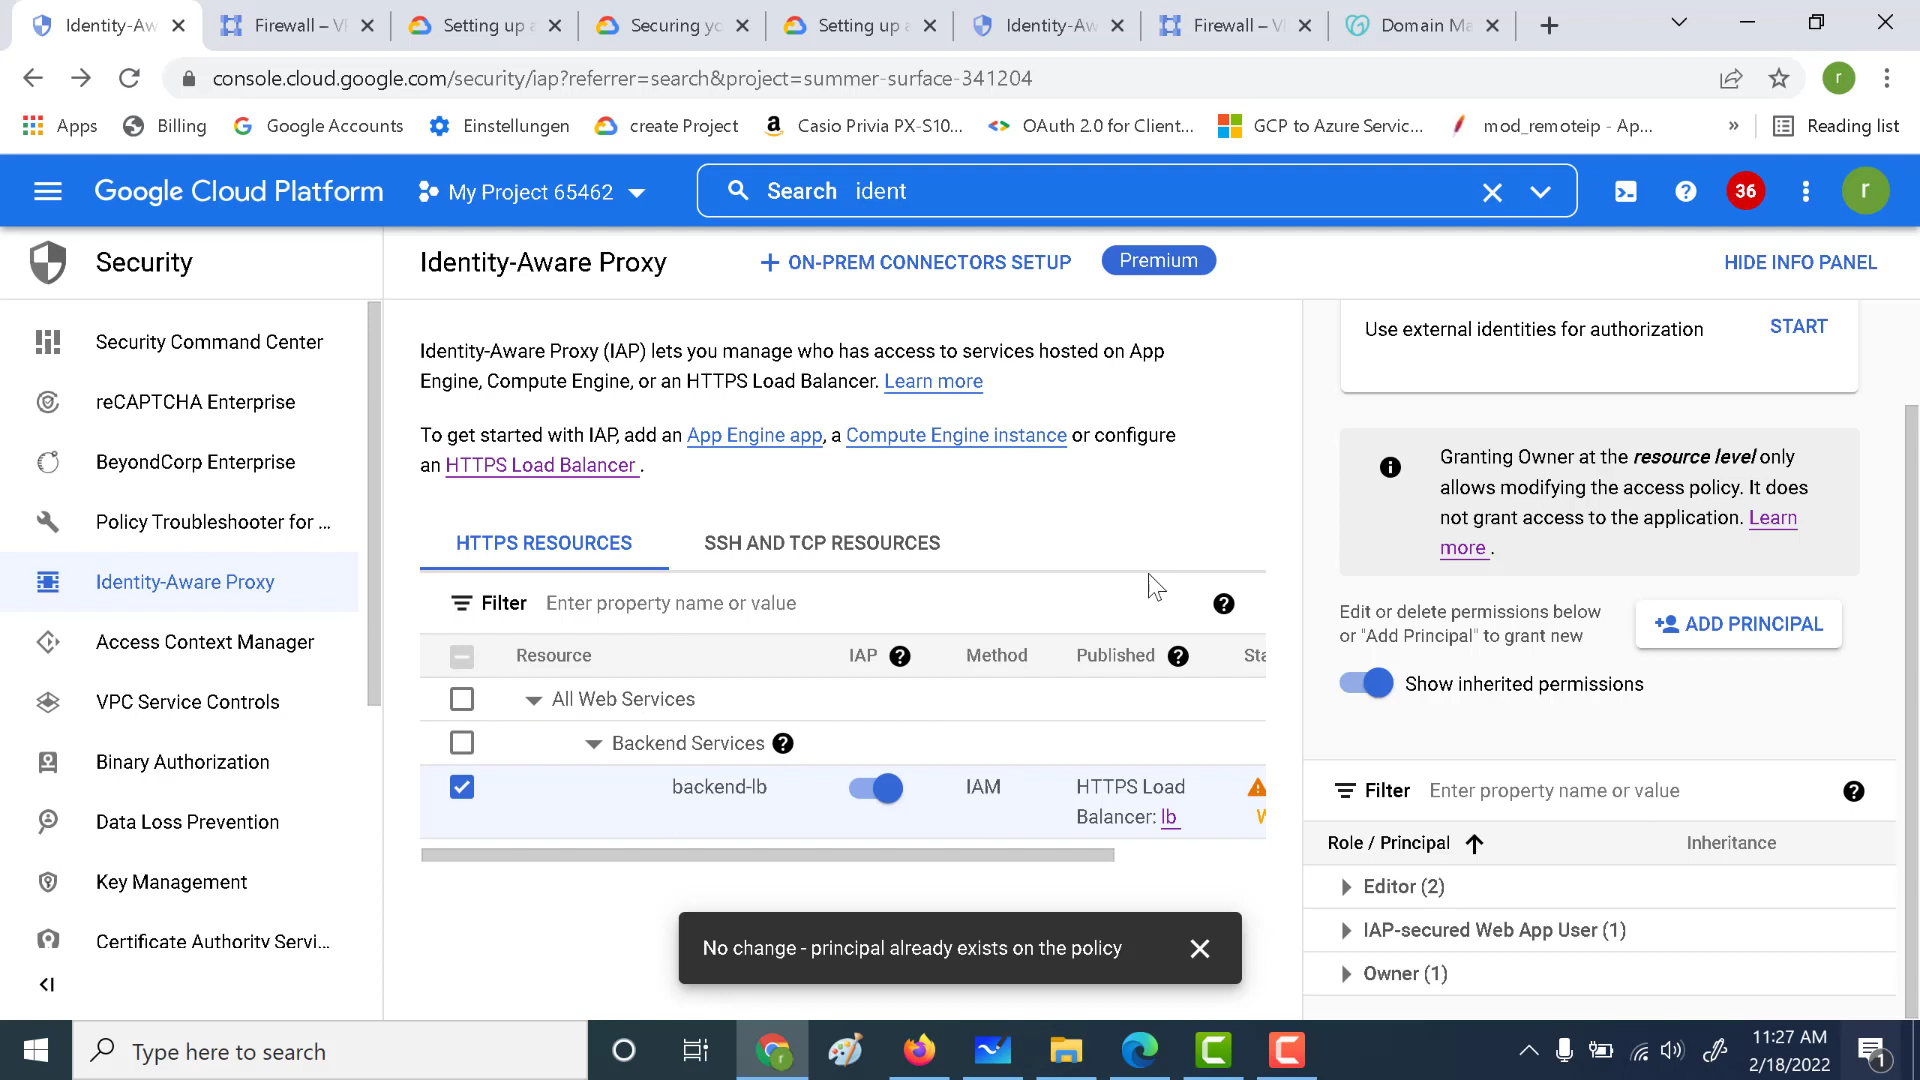 Identity-Aw
Firewall – VI
Setting up a
Securing yo
Setting up a
Identity-Aw
Firewall – VI
Domain Ma
console.cloud.google.com/security/iap?referrer=search&project=summer-surface-341204
r
Apps
Billing
Google Accounts
Einstellungen
create Project
Casio Privia PX-S10...
OAuth 2.0 for Client...
GCP to Azure Servic...
mod_remoteip - Ap...
»
Reading list
Google Cloud Platform
My Project 65462
Search ident
36
r
Security
Identity-Aware Proxy
ON-PREM CONNECTORS SETUP
Premium
HIDE INFO PANEL
Security Command Center
reCAPTCHA Enterprise
BeyondCorp Enterprise
Policy Troubleshooter for ...
Identity-Aware Proxy
Access Context Manager
VPC Service Controls
Binary Authorization
Data Loss Prevention
Key Management
Certificate Authority Servi...
Identity-Aware Proxy (IAP) lets you manage who has access to services hosted on App
Engine, Compute Engine, or an HTTPS Load Balancer. Learn more
To get started with IAP, add an App Engine app, a Compute Engine instance or configure
an HTTPS Load Balancer .
HTTPS RESOURCES
SSH AND TCP RESOURCES
Filter Enter property name or value
Resource IAP Method Published Sta
All Web Services
Backend Services
backend-lb IAM HTTPS Load
Balancer: lb
No change - principal already exists on the policy
Use external identities for authorization START
Granting Owner at the resource level only
allows modifying the access policy. It does
not grant access to the application. Learn
more .
Edit or delete permissions below
or "Add Principal" to grant new
ADD PRINCIPAL
Show inherited permissions
Filter Enter property name or value
Role / Principal Inheritance
Editor (2)
IAP-secured Web App User (1)
Owner (1)
Type here to search
11:27 AM
2/18/2022
1